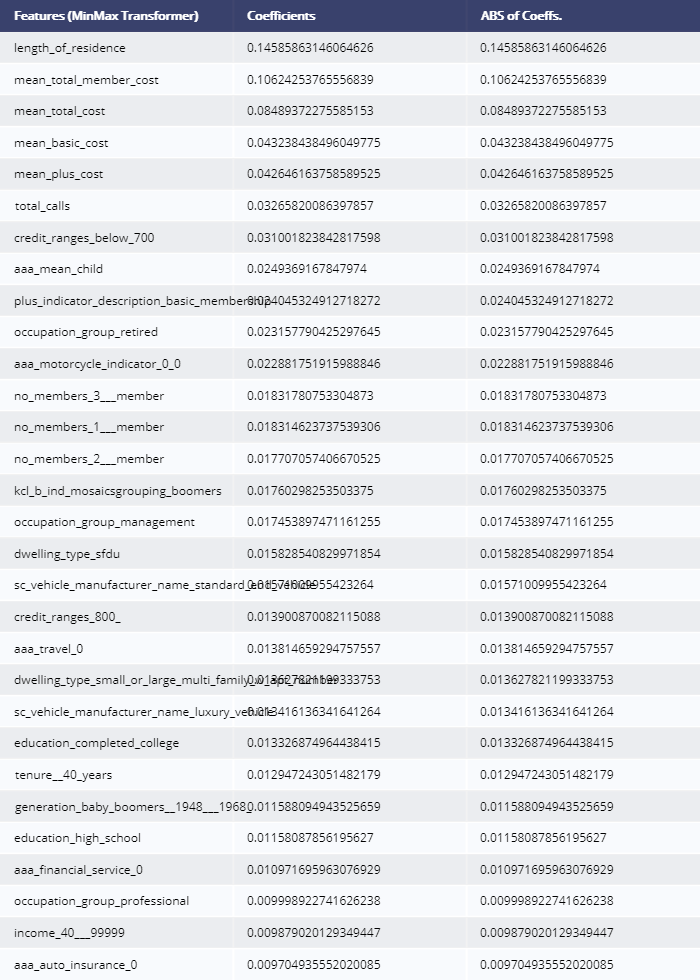 Features (MinMax Transformer) Coefficients ABS of Coeffs.
length_of_residence 0.14585863146064626 0.14585863146064626
mean_total_member_cost 0.10624253765556839 0.10624253765556839
mean_total_cost 0.08489372275585153 0.08489372275585153
mean_basic_cost 0.043238438496049775 0.043238438496049775
mean_plus_cost 0.042646163758589525 0.042646163758589525
total_calls 0.03265820086397857 0.03265820086397857
credit_ranges_below_700 0.031001823842817598 0.031001823842817598
aaa_mean_child 0.0249369167847974 0.0249369167847974
plus_indicator_description_basic_membership 0.024045324912718272 0.024045324912718272
occupation_group_retired 0.023157790425297645 0.023157790425297645
aaa_motorcycle_indicator_0_0 0.022881751915988846 0.022881751915988846
no_members_3___member 0.01831780753304873 0.01831780753304873
no_members_1___member 0.018314623737539306 0.018314623737539306
no_members_2___member 0.017707057406670525 0.017707057406670525
kcl_b_ind_mosaicsgrouping_boomers 0.01760298253503375 0.01760298253503375
occupation_group_management 0.017453897471161255 0.017453897471161255
dwelling_type_sfdu 0.015828540829971854 0.015828540829971854
sc_vehicle_manufacturer_name_standard_end_vehicle 0.01571009955423264 0.01571009955423264
credit_ranges_800_ 0.013900870082115088 0.013900870082115088
aaa_travel_0 0.013814659294757557 0.013814659294757557
dwelling_type_small_or_large_multi_family_w_apt_number 0.013627821199333753 0.013627821199333753
sc_vehicle_manufacturer_name_luxury_vehicle 0.013416136341641264 0.013416136341641264
education_completed_college 0.013326874964438415 0.013326874964438415
tenure__40_years 0.012947243051482179 0.012947243051482179
generation_baby_boomers__1948___1968_ 0.011588094943525659 0.011588094943525659
education_high_school 0.01158087856195627 0.01158087856195627
aaa_financial_service_0 0.010971695963076929 0.010971695963076929
occupation_group_professional 0.009998922741626238 0.009998922741626238
income_40___99999 0.009879020129349447 0.009879020129349447
aaa_auto_insurance_0 0.009704935552020085 0.009704935552020085